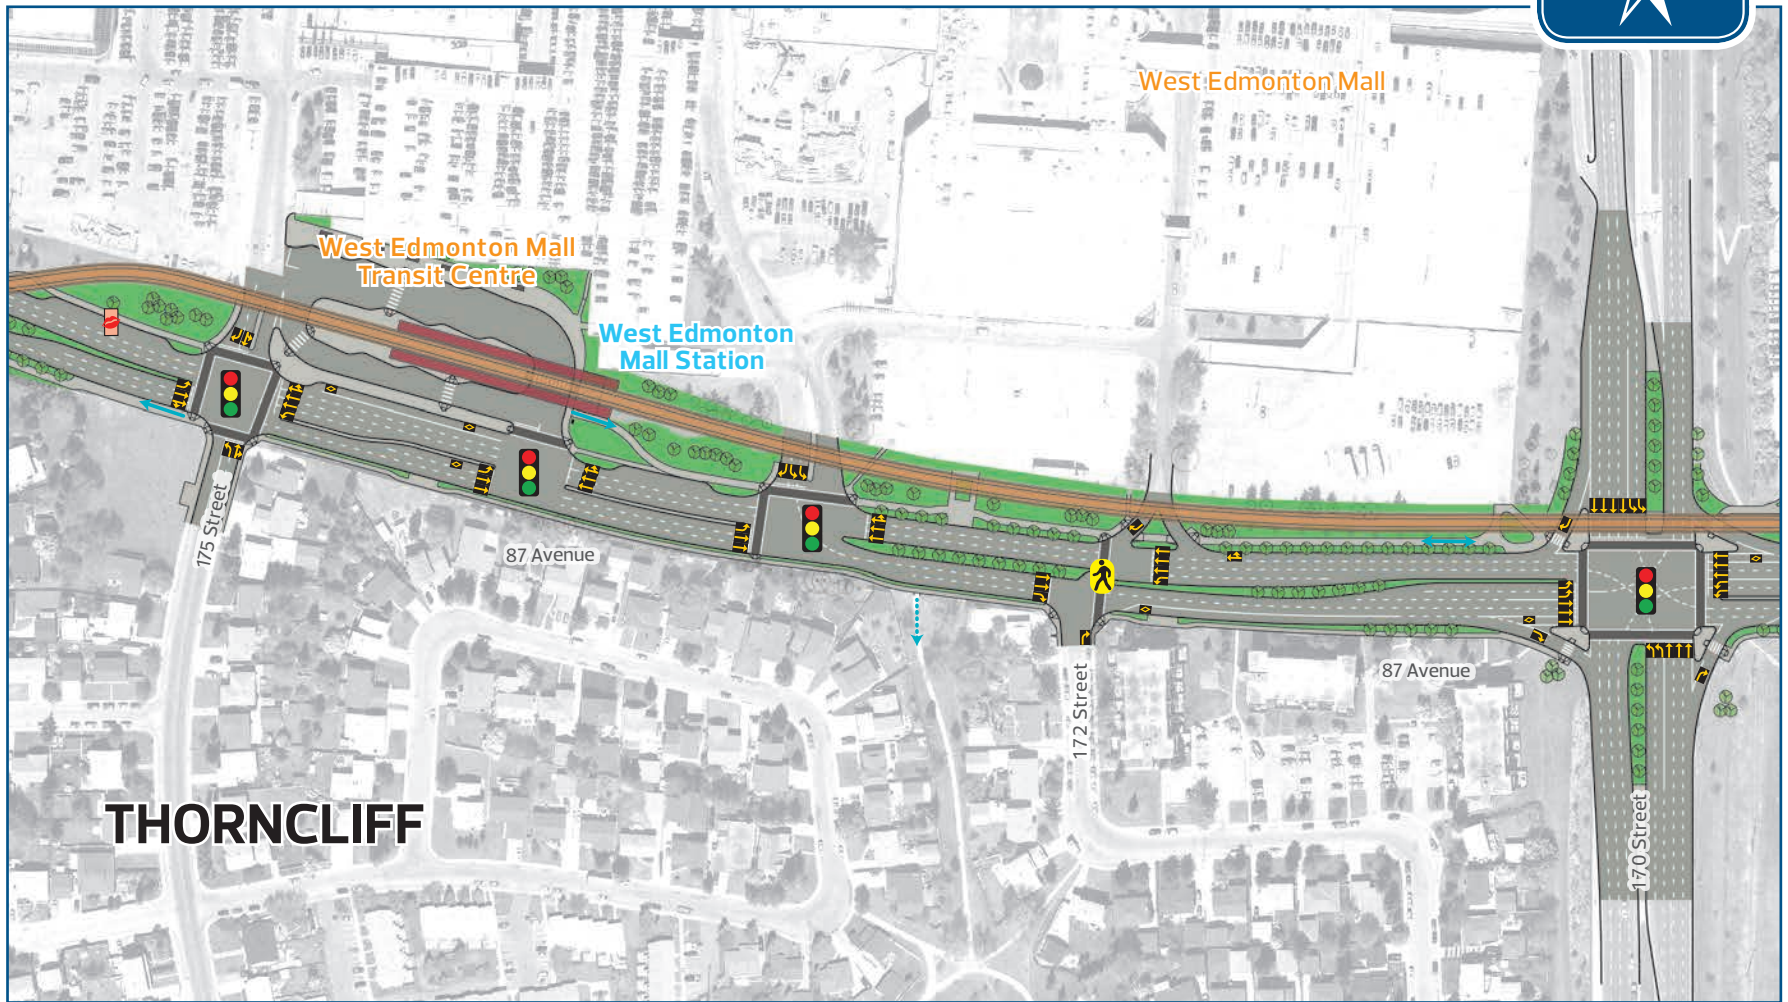 West Edmonton Mall
West Edmonton Mall
Transit Centre
West Edmonton
Mall Station
175 Street
87 Avenue
172 Street
87 Avenue
170 Street
THORNCLIFF